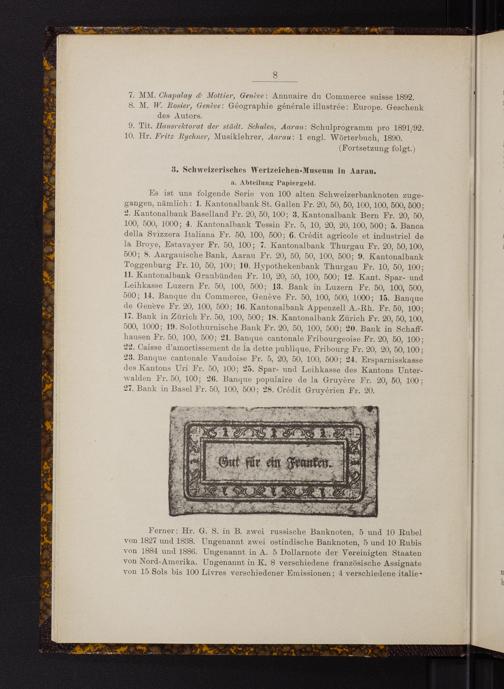 8
7. MM. Chapalay & Mottier, Genève: Annuaire du Commerce suisse 1892.
8. M. W. Rosier, Genève: Géographie générale illustrée: Europe. Geschenk
des Autors.
9. Tit. Hausrektorat der städt. Schulen, Aarau: Schulprogramm pro 1891/92.
10. Hr. Fritz Rychner, Musiklehrer, Aarau: 1 engl. Wörterbuch, 1890.
(Fortsetzung folgt.)
3. Schweizerisches Wertzeichen-Museum in Aarau.
a. Abteilung Papiergeld.
Es ist uns folgende Serie von 100 alten Schweizerbanknoten zuge-
gangen, nämlich: 1. Kantonalbank St. Gallen Fr. 20, 50, 50, 100, 100, 500, 500;
2. Kantonalbank Baselland Fr. 20, 50, 100; 3. Kantonalbank Bern Fr. 20, 50,
100, 500, 1000; 4. Kantonalbank Tessin Fr. 5, 10, 20, 20, 100, 500; 5. Banca
della Svizzera Italiana Fr. 50, 100, 500; 6. Crédit agricole et industriel de
la Broye, Estavayer Fr. 50, 100; 7. Kantonalbank Thurgau Fr. 20, 50, 100,
500; 8. Aargauische Bank, Aarau Fr. 20, 50, 50, 100, 500; 9. Kantonalbank
Toggenburg Fr. 10, 50, 100; 10. Hypothekenbank Thurgau Fr. 10, 50, 100;
11. Kantonalbank Graubünden Fr. 10, 20, 50, 100, 500; 12. Kant. Spar- und
Leihkasse Luzern Fr. 50, 100, 500; 13. Bank in Luzern Fr. 50, 100, 500,
500; 14. Banque du Commerce, Genève Fr. 50, 100, 500, 1000; 15. Banque
de Genève Fr. 20, 100, 500; 16. Kantonalbank Appenzell A.-Rh. Fr. 50, 100;
17. Bank in Zürich Fr. 50, 100, 500; 18. Kantonalbank Zürich Fr. 20, 50, 100,
500, 1000; 19. Solothurnische Bank Fr. 20, 50, 100, 500; 20. Bank in Schaff-
hausen Fr. 50, 100, 500; 21. Banque cantonale Fribourgeoise Fr. 20, 50, 100;
22. Caisse d'amortissement de la dette publique, Fribourg Fr. 20, 20, 50, 100;
23. Banque cantonale Vaudoise Fr. 5, 20, 50, 100, 500; 24. Ersparnisskasse
des Kantons Uri Fr. 50, 100; 25. Spar- und Leihkasse des Kantons Unter-
walden Fr. 50, 100; 26. Banque populaire de la Gruyère Fr. 20, 50, 100;
27. Bank in Basel Fr. 50, 100, 500; 28. Crédit Gruyérien Fr. 20.
Gut für ein Franken.
Ferner: Hr. G. S. in B. zwei russische Banknoten, 5 und 10 Rubel
von 1827 und 1838. Ungenannt zwei ostindische Banknoten, 5 und 10 Rubis
von 1884 und 1886. Ungenannt in A. 5 Dollarnote der Vereinigten Staaten
von Nord-Amerika. Ungenannt in K. 8 verschiedene französische Assignate
von 15 Sols bis 100 Livres verschiedener Emissionen; 4 verschiedene italie-